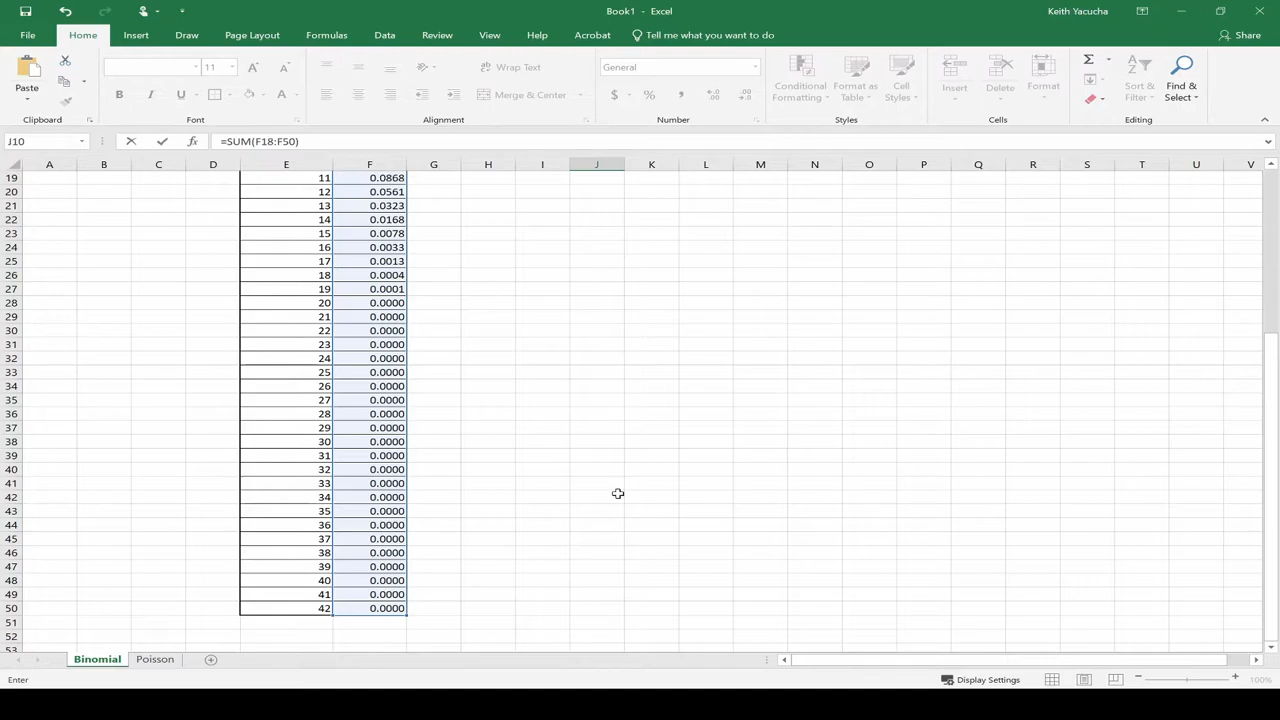 Book1 - Excel
Keith Yacucha
File Home Insert Draw Page Layout Formulas Data Review View Help Acrobat Tell me what you want to do Share
Paste
11
B I U A
Wrap Text
Merge & Center
General
$ %
Conditional Formatting
Format as Table
Cell Styles
Insert
Delete
Format
Sort & Filter
Find & Select
Clipboard Font Alignment Number Styles Cells Editing
J10 fx =SUM(F18:F50)
A B C D E F G H I J K L M N O P Q R S T U V
19 11 0.0868
20 12 0.0561
21 13 0.0323
22 14 0.0168
23 15 0.0078
24 16 0.0033
25 17 0.0013
26 18 0.0004
27 19 0.0001
28 20 0.0000
29 21 0.0000
30 22 0.0000
31 23 0.0000
32 24 0.0000
33 25 0.0000
34 26 0.0000
35 27 0.0000
36 28 0.0000
37 29 0.0000
38 30 0.0000
39 31 0.0000
40 32 0.0000
41 33 0.0000
42 34 0.0000
43 35 0.0000
44 36 0.0000
45 37 0.0000
46 38 0.0000
47 39 0.0000
48 40 0.0000
49 41 0.0000
50 42 0.0000
51
52
53
Binomial Poisson
Enter Display Settings 100%